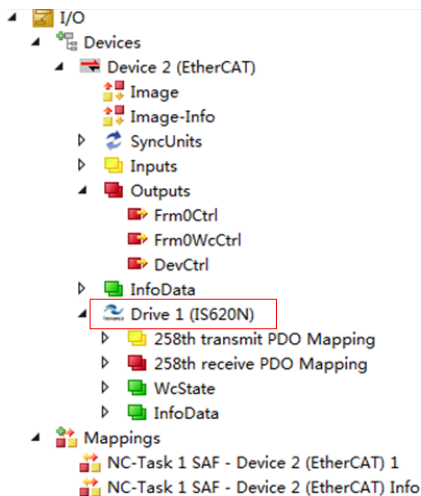 I/O
Devices
Device 2 (EtherCAT)
Image
Image-Info
SyncUnits
Inputs
Outputs
Frm0Ctrl
Frm0WcCtrl
DevCtrl
InfoData
Drive 1 (IS620N)
258th transmit PDO Mapping
258th receive PDO Mapping
WcState
InfoData
Mappings
NC-Task 1 SAF - Device 2 (EtherCAT) 1
NC-Task 1 SAF - Device 2 (EtherCAT) Info